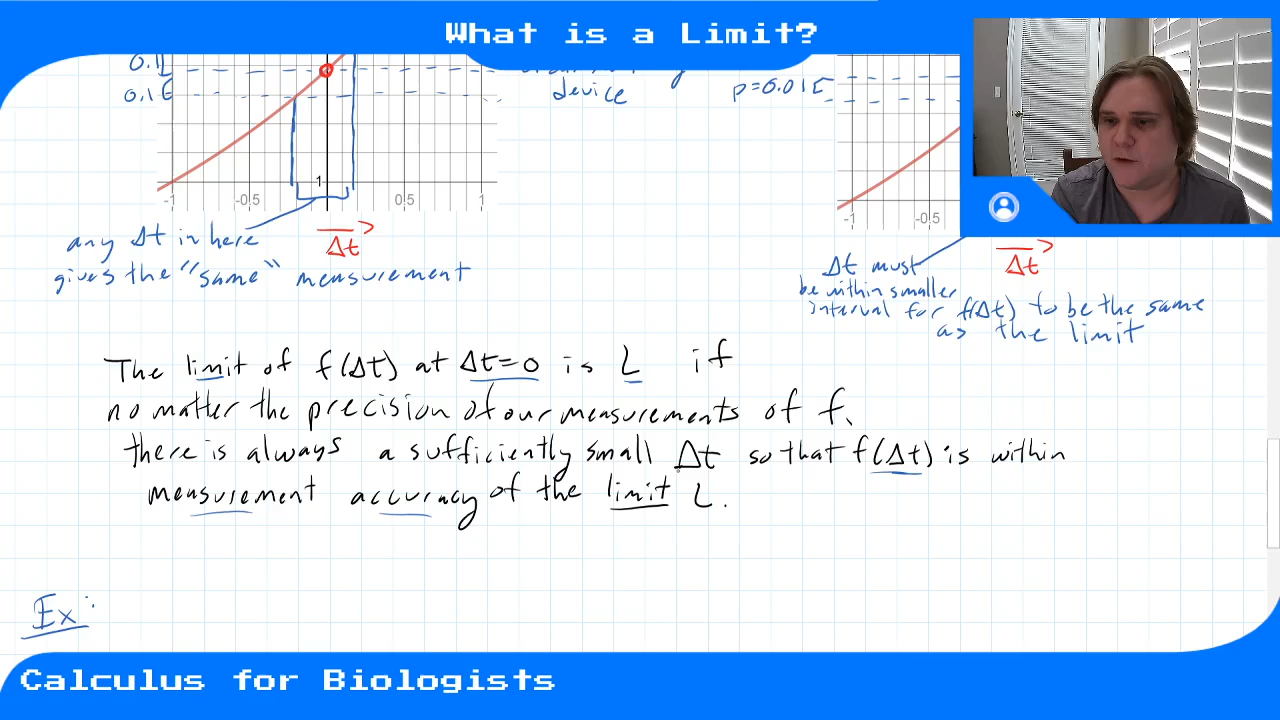 What is a Limit?
0.1
0.1
device
p=0.01
1
-1
-0.5
0.5
1
-1
-0.5
Δt
Δt
any Δt in here
gives the "same" measurement
Δt must
be within smaller
interval for f(Δt) to be the same
as the limit
The limit of f(Δt) at Δt=0 is L if
no matter the precision of our measurements of f,
there is always a sufficiently small Δt so that f(Δt) is within
measurement accuracy of the limit L.
Ex:
Calculus for Biologists